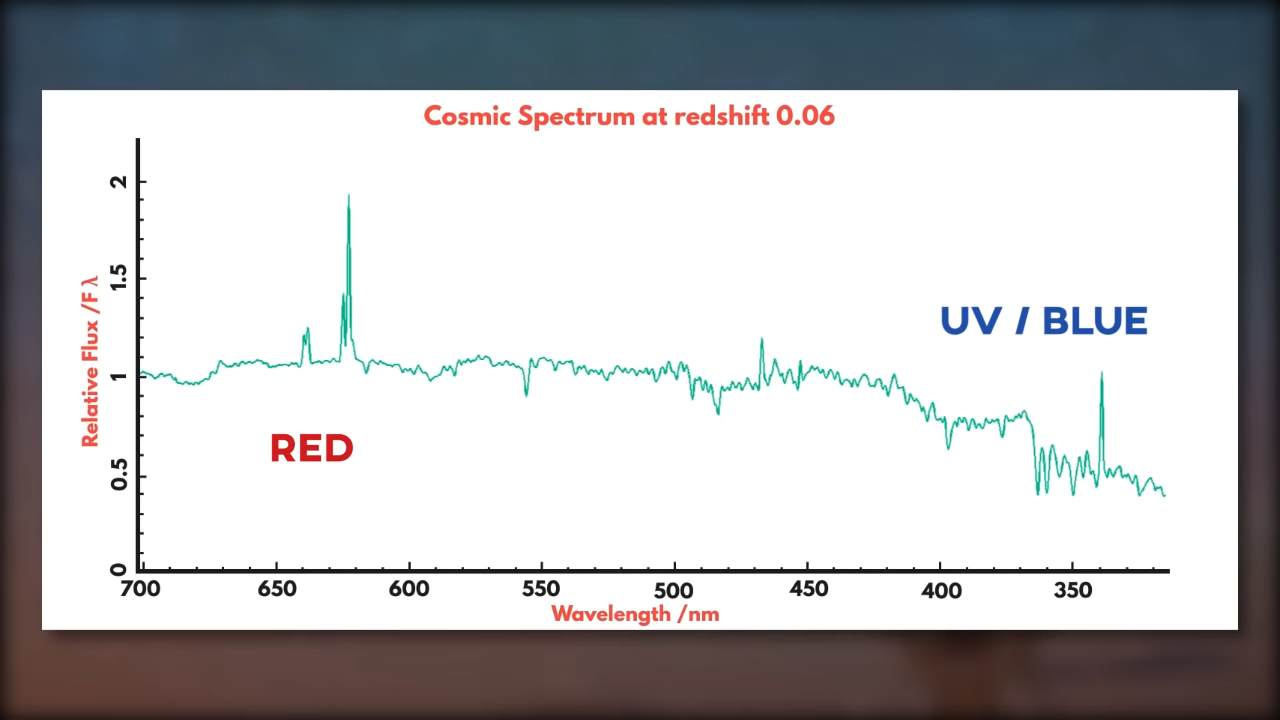 Cosmic Spectrum at redshift 0.06
2
1.5
1
0.5
0
Relative Flux /F λ
UV / BLUE
RED
700 650 600 550 500 450 400 350
Wavelength /nm